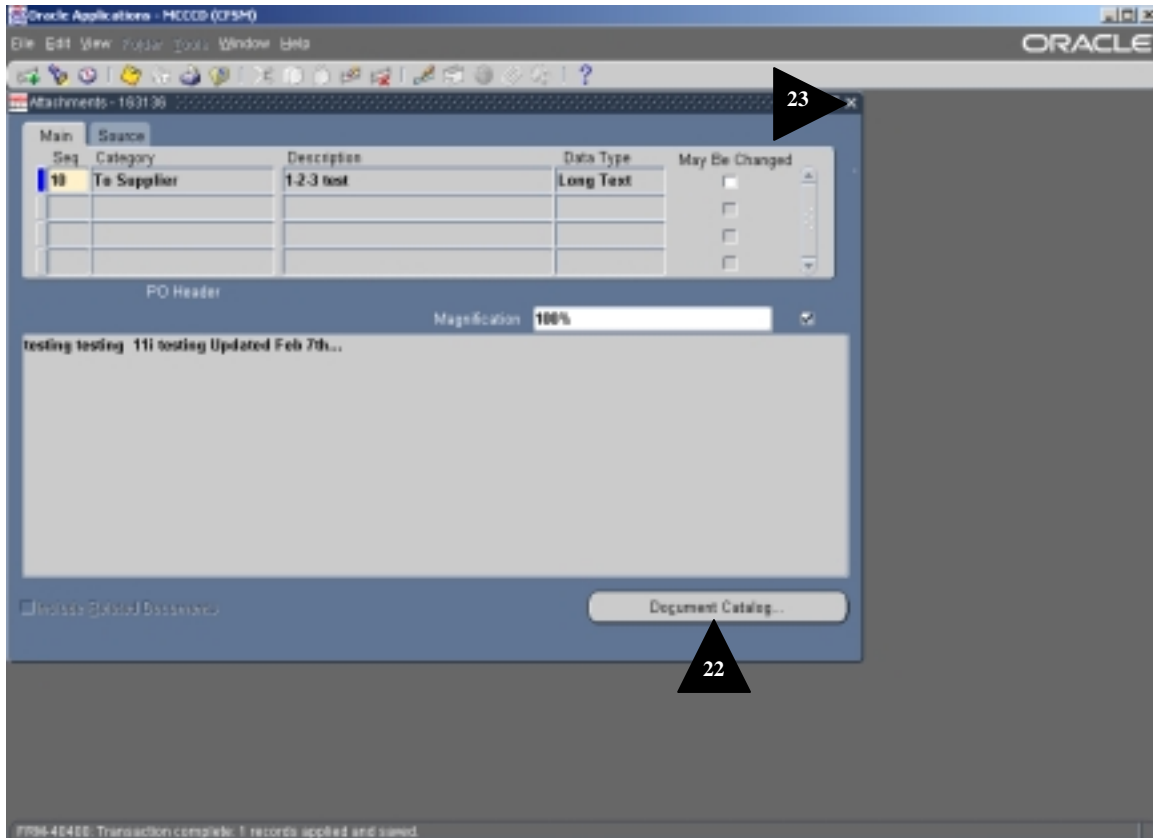 Oracle Applications - MCCCD (CFSM)
File Edit View Folder Tools Window Help
ORACLE
Attachments - 163136
23
Main Source
Seq Category Description Data Type May Be Changed
10 To Supplier 1-2-3 test Long Text
PO Header
Magnification 100%
testing testing 11i testing Updated Feb 7th...
Include Related Documents
Document Catalog...
22
FRM-40400: Transaction complete: 1 records applied and saved.